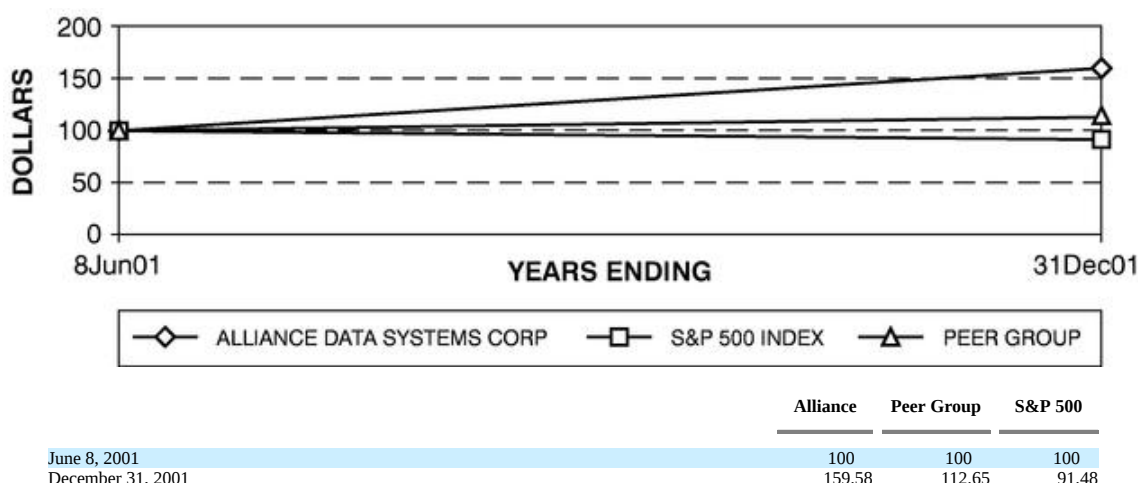 200
150
100
50
0
DOLLARS
8Jun01
31Dec01
YEARS ENDING
ALLIANCE DATA SYSTEMS CORP S&P 500 INDEX PEER GROUP
Alliance Peer Group S&P 500
June 8, 2001 100 100 100
December 31, 2001 159.58 112.65 91.48